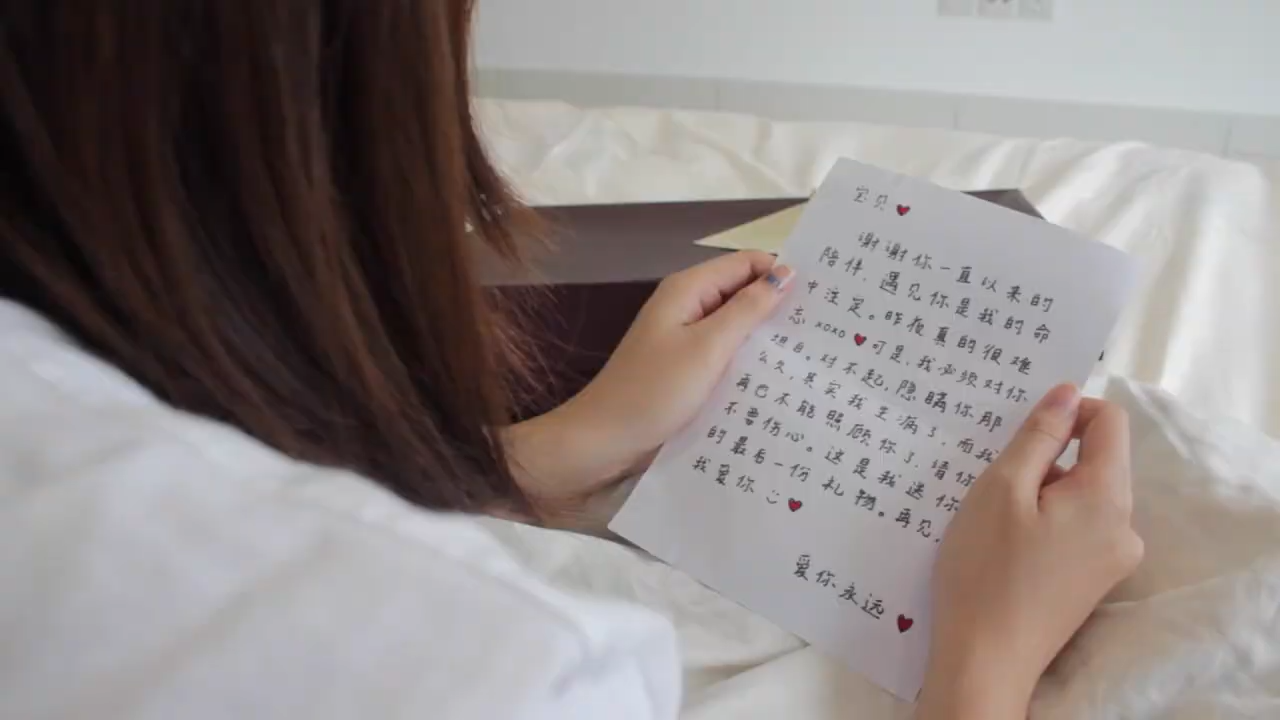 宝贝 ❤
谢谢你一直以来的
陪伴，遇见你是我的命
中注定。昨夜真的很难
忘 xoxo ❤ 可是，我必须对你
坦白。对不起，隐瞒你那
么久，其实我生病了，而我
再也不能照顾你了，请你
不要伤心。这是我送你
的最后一份礼物。再见，
我爱你 ☺ ❤
爱你永远 ❤